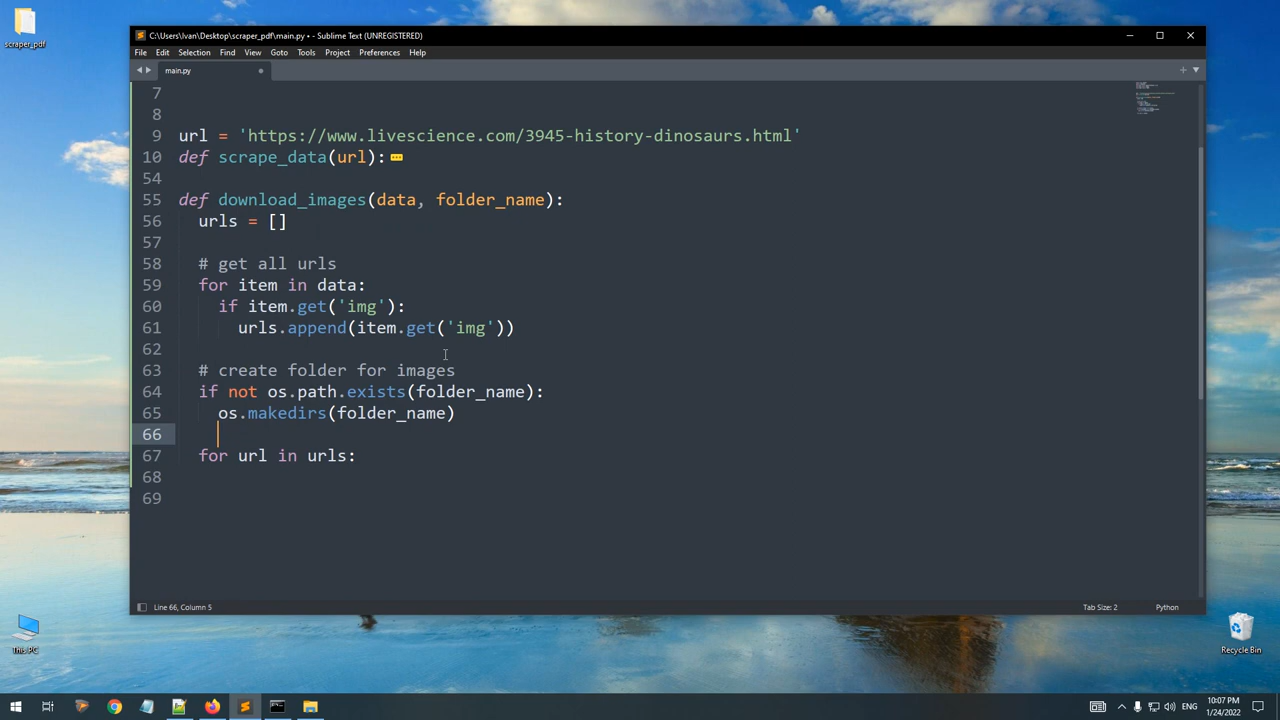 scraper_pdf
C:\Users\Ivan\Desktop\scraper_pdf\main.py • - Sublime Text (UNREGISTERED)
File Edit Selection Find View Goto Tools Project Preferences Help
main.py
7
8
9 url = 'https://www.livescience.com/3945-history-dinosaurs.html'
10 def scrape_data(url):
54
55 def download_images(data, folder_name):
56 urls = []
57
58 # get all urls
59 for item in data:
60 if item.get('img'):
61 urls.append(item.get('img'))
62
63 # create folder for images
64 if not os.path.exists(folder_name):
65 os.makedirs(folder_name)
66
67 for url in urls:
68
69
Line 66, Column 5 Tab Size: 2 Python
This PC
Recycle Bin
ENG 10:07 PM
1/24/2022